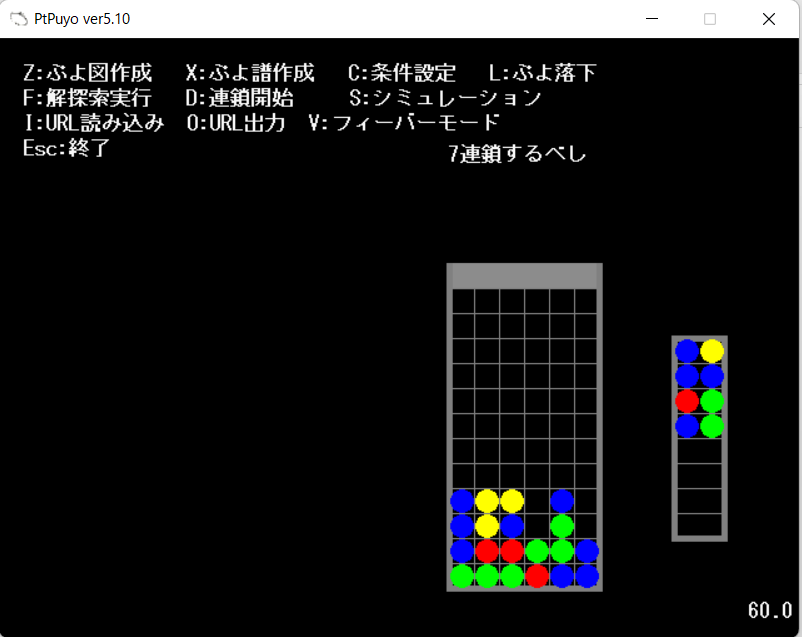 PtPuyo ver5.10
Z:ぷよ図作成 X:ぷよ譜作成 C:条件設定 L:ぷよ落下
F:解探索実行 D:連鎖開始 S:シミュレーション
I:URL読み込み O:URL出力 V:フィーバーモード
Esc:終了
7連鎖するべし
60.0